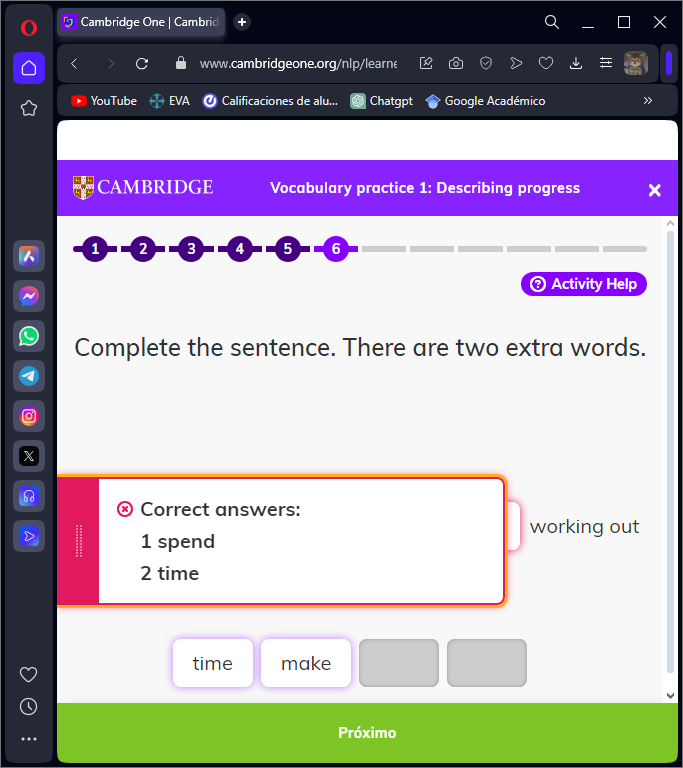 Cambridge One | Cambrid
www.cambridgeone.org/nlp/learne
YouTube
EVA
Calificaciones de alu...
Chatgpt
Google Académico
CAMBRIDGE
Vocabulary practice 1: Describing progress
1 2 3 4 5 6
Activity Help
Complete the sentence. There are two extra words.
Correct answers:
1 spend
2 time
working out
time
make
Próximo